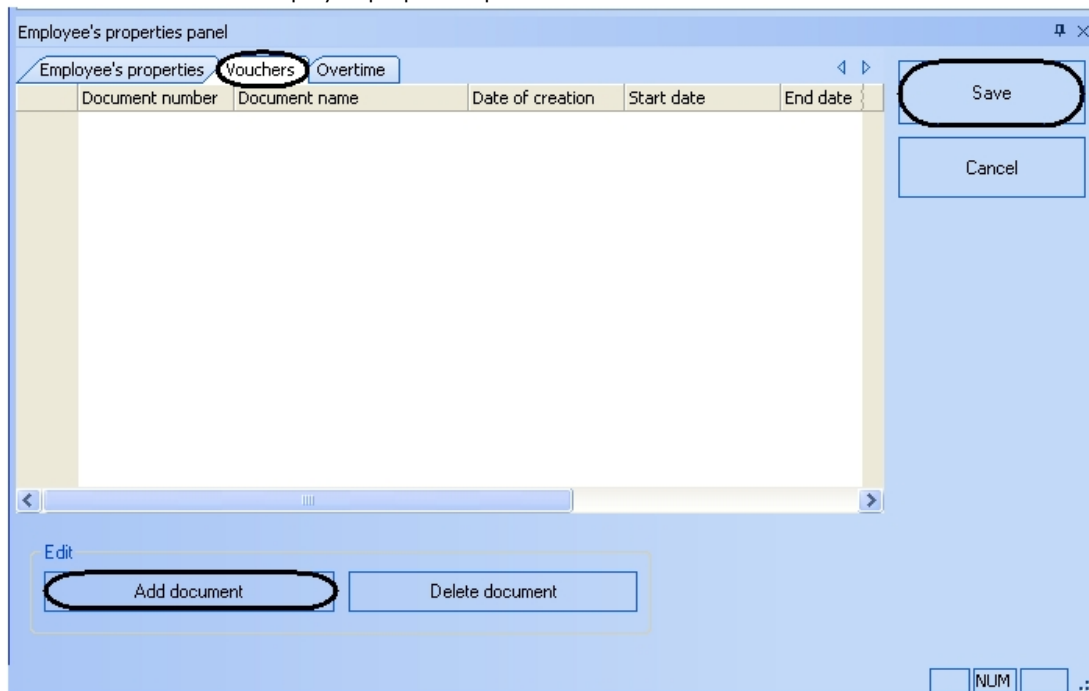 Employee's properties panel
Employee's properties Vouchers Overtime
Document number Document name Date of creation Start date End date
Save
Cancel
Edit
Add document Delete document
NUM